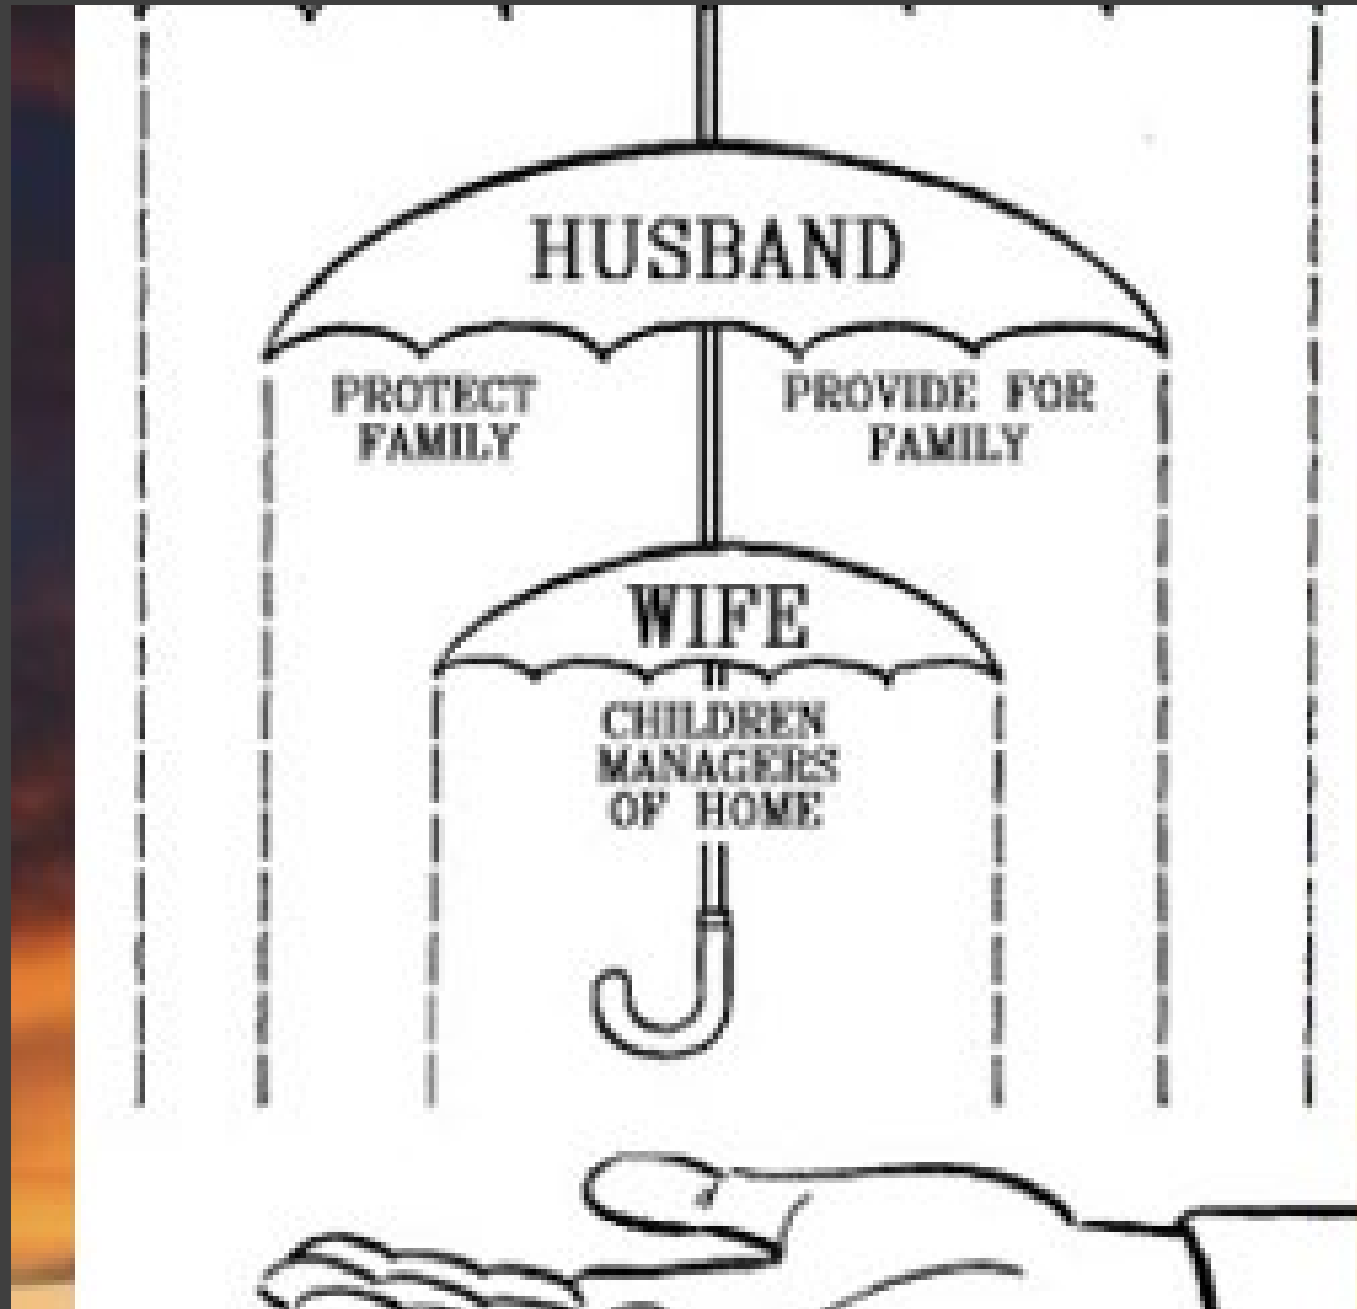 HUSBAND
PROTECT
FAMILY
PROVIDE FOR
FAMILY
WIFE
CHILDREN
MANAGERS
OF HOME